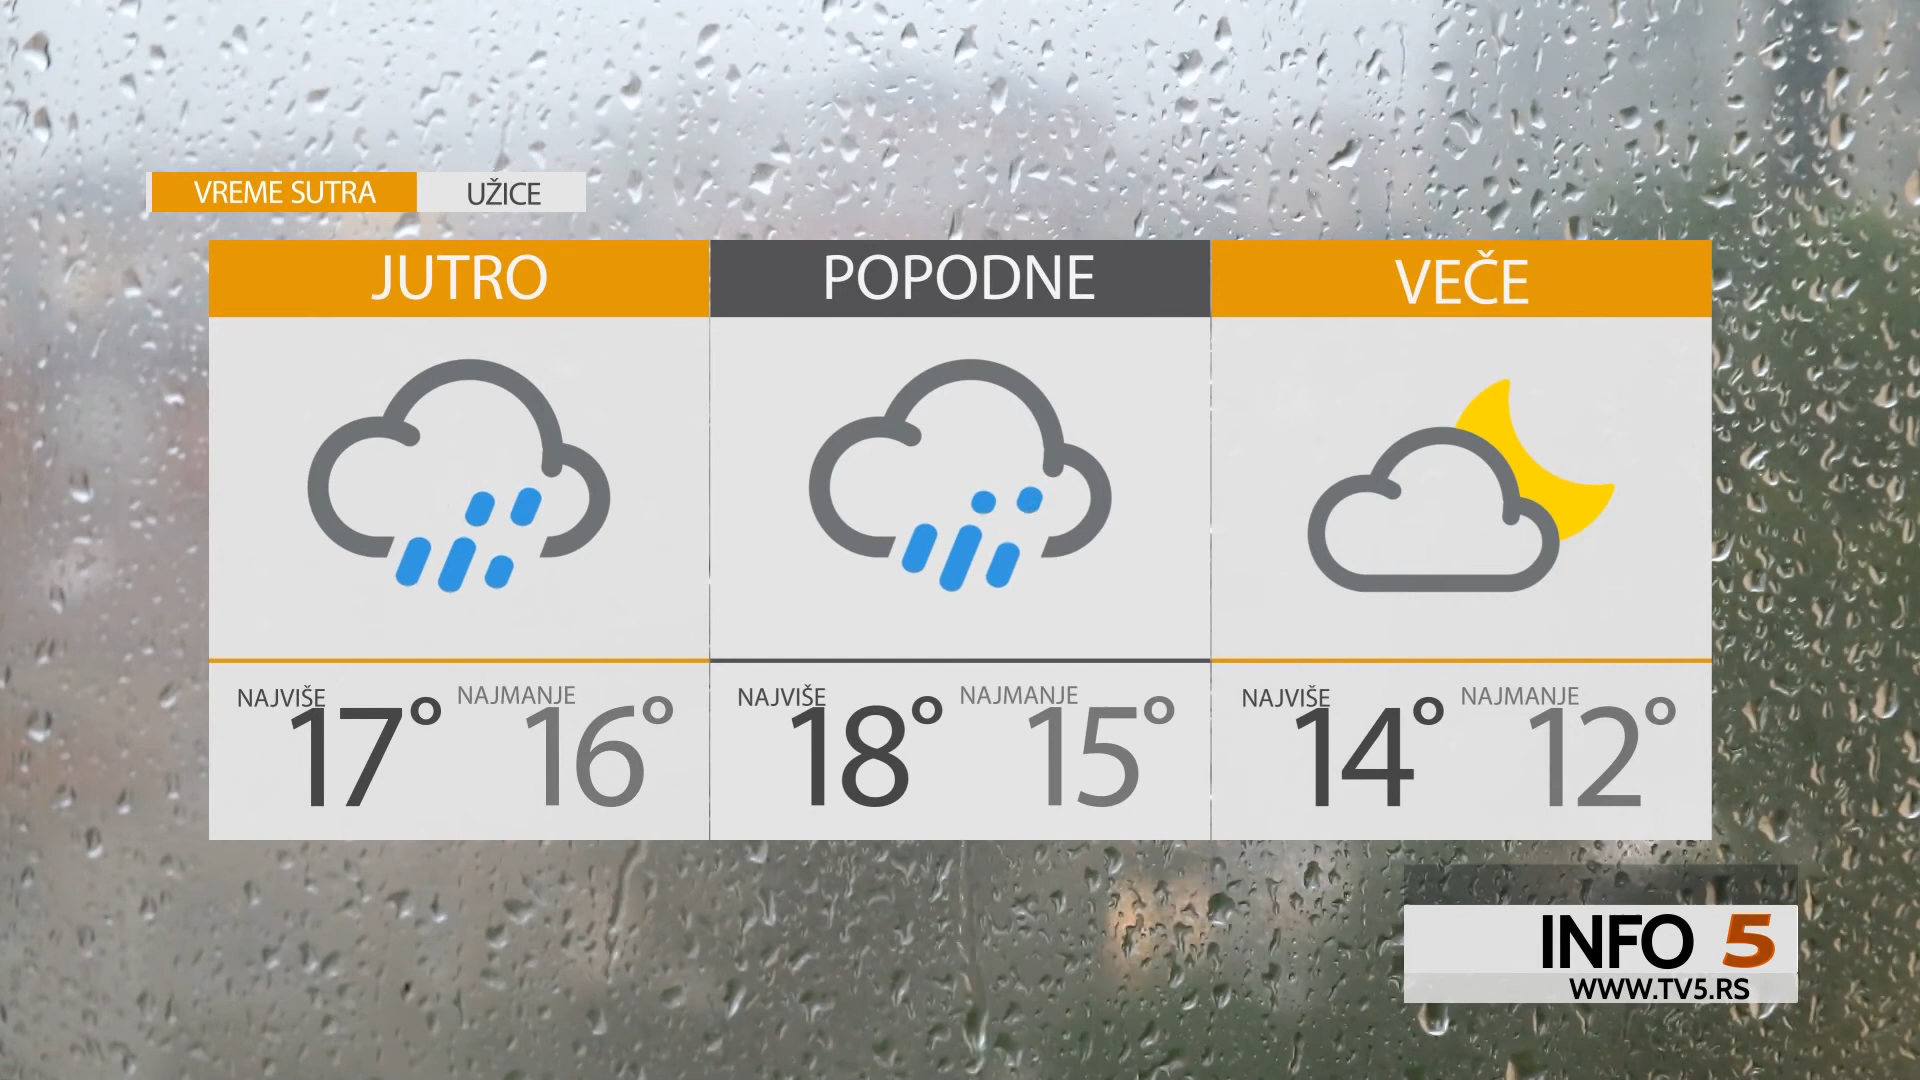 VREME SUTRA UŽICE
JUTRO
POPODNE
VEČE
NAJVIŠE NAJMANJE
17° 16°
NAJVIŠE NAJMANJE
18° 15°
NAJVIŠE NAJMANJE
14° 12°
INFO 5
WWW.TV5.RS